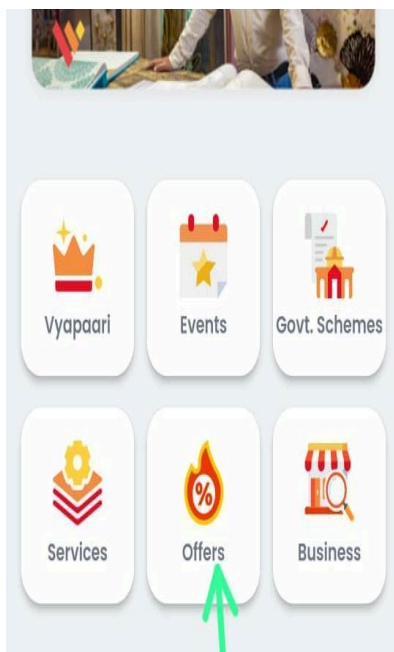 Vyapaari
Events
Govt. Schemes
Services
%
Offers
Business